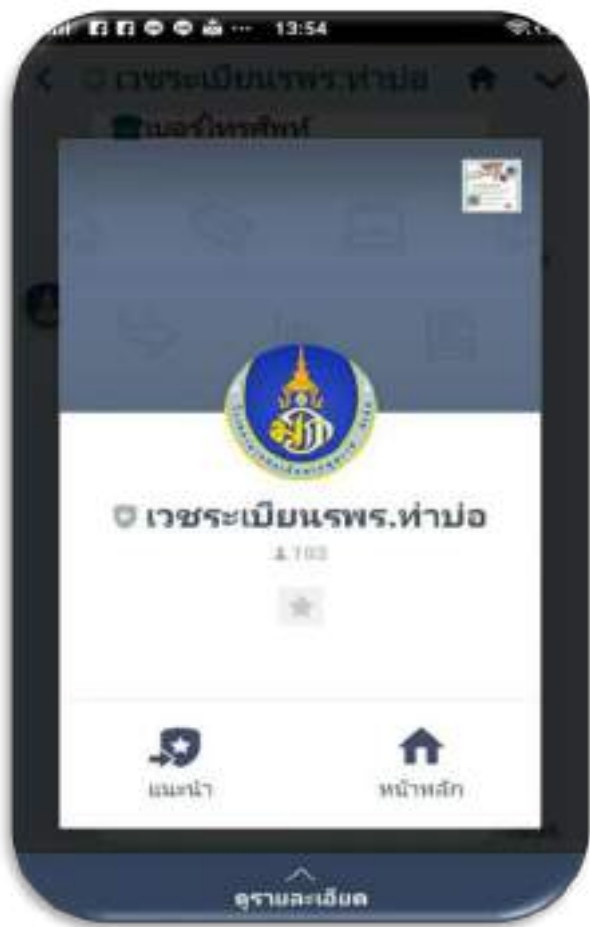 13:54
เวชระเบียนรพร.ท่าบ่อ
เบอร์โทรศัพท์
เวชระเบียนรพร.ท่าบ่อ
193
แนะนำ
หน้าหลัก
ดูรายละเอียด